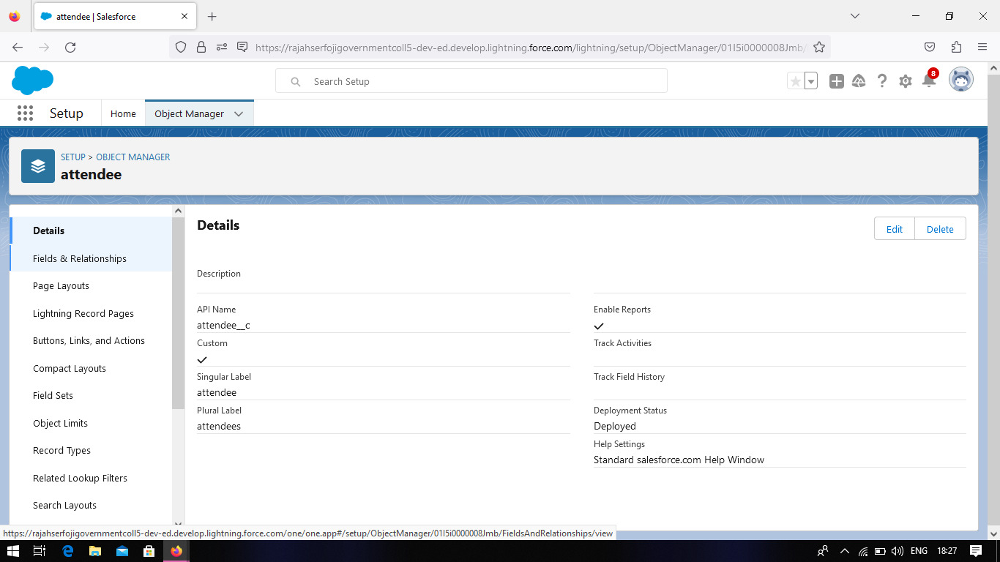 attendee | Salesforce
https://rajahserfojigovernmentcoll5-dev-ed.develop.lightning.force.com/lightning/setup/ObjectManager/01I5i0000008Jmb/
Search Setup
8
Setup
Home
Object Manager
SETUP > OBJECT MANAGER
attendee
Details
Fields & Relationships
Page Layouts
Lightning Record Pages
Buttons, Links, and Actions
Compact Layouts
Field Sets
Object Limits
Record Types
Related Lookup Filters
Search Layouts
Details
Edit
Delete
Description
API Name
attendee__c
Custom
Singular Label
attendee
Plural Label
attendees
Enable Reports
Track Activities
Track Field History
Deployment Status
Deployed
Help Settings
Standard salesforce.com Help Window
https://rajahserfojigovernmentcoll5-dev-ed.develop.lightning.force.com/one/one.app#/setup/ObjectManager/01I5i0000008Jmb/FieldsAndRelationships/view
ENG
18:27